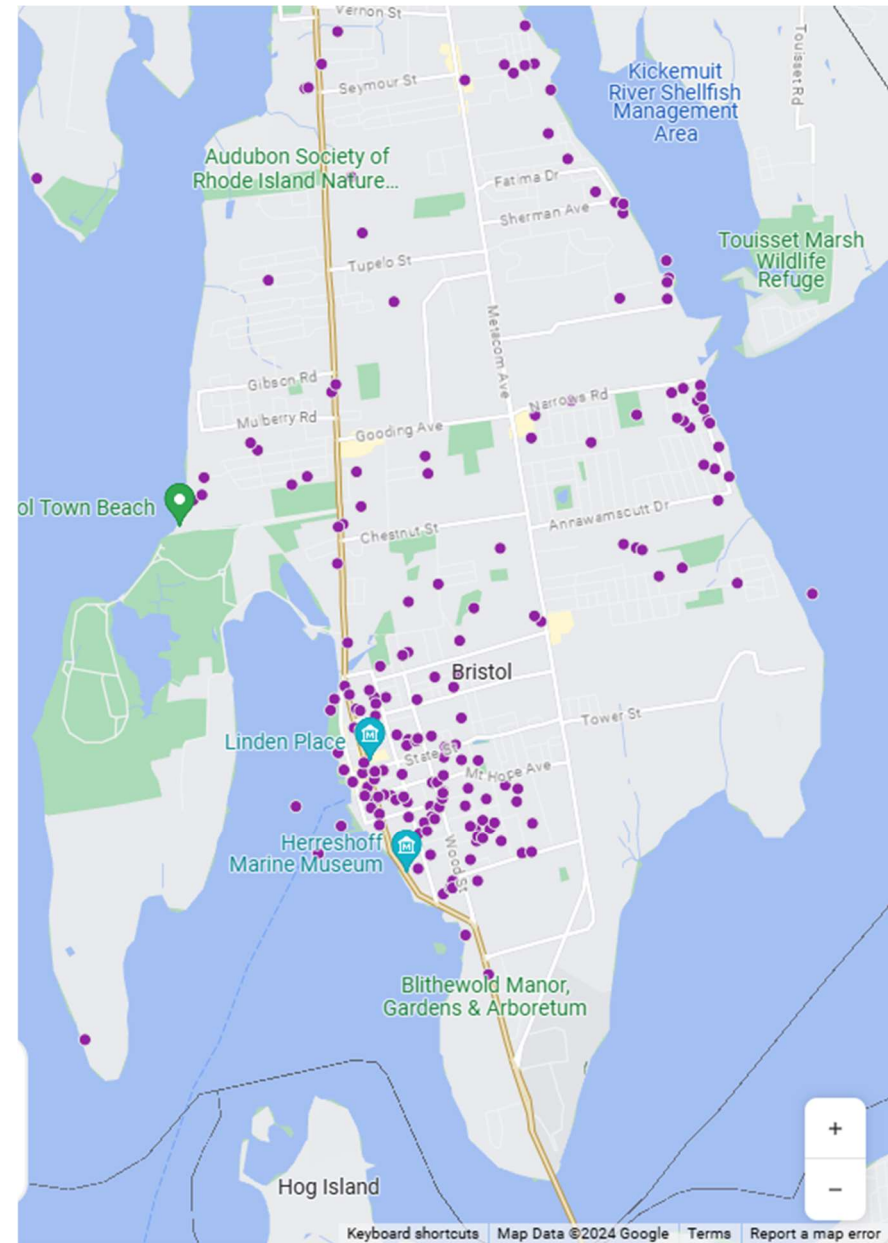 Vernon St
Seymour St
Touisset Rd
Kickemuit
River Shellfish
Management
Area
Audubon Society of
Rhode Island Nature...
Fatima Dr
Sherman Ave
Touisset Marsh
Wildlife
Refuge
Tupelo St
Metacom Ave
Gibson Rd
Narrows Rd
Mulberry Rd
Gooding Ave
ol Town Beach
Annawamscutt Dr
Chestnut St
Bristol
Tower St
Linden Place
State St
Mt Hope Ave
Herreshoff
Marine Museum
Wood St
Blithewold Manor,
Gardens & Arboretum
+
−
Hog Island
Keyboard shortcuts Map Data ©2024 Google Terms Report a map error